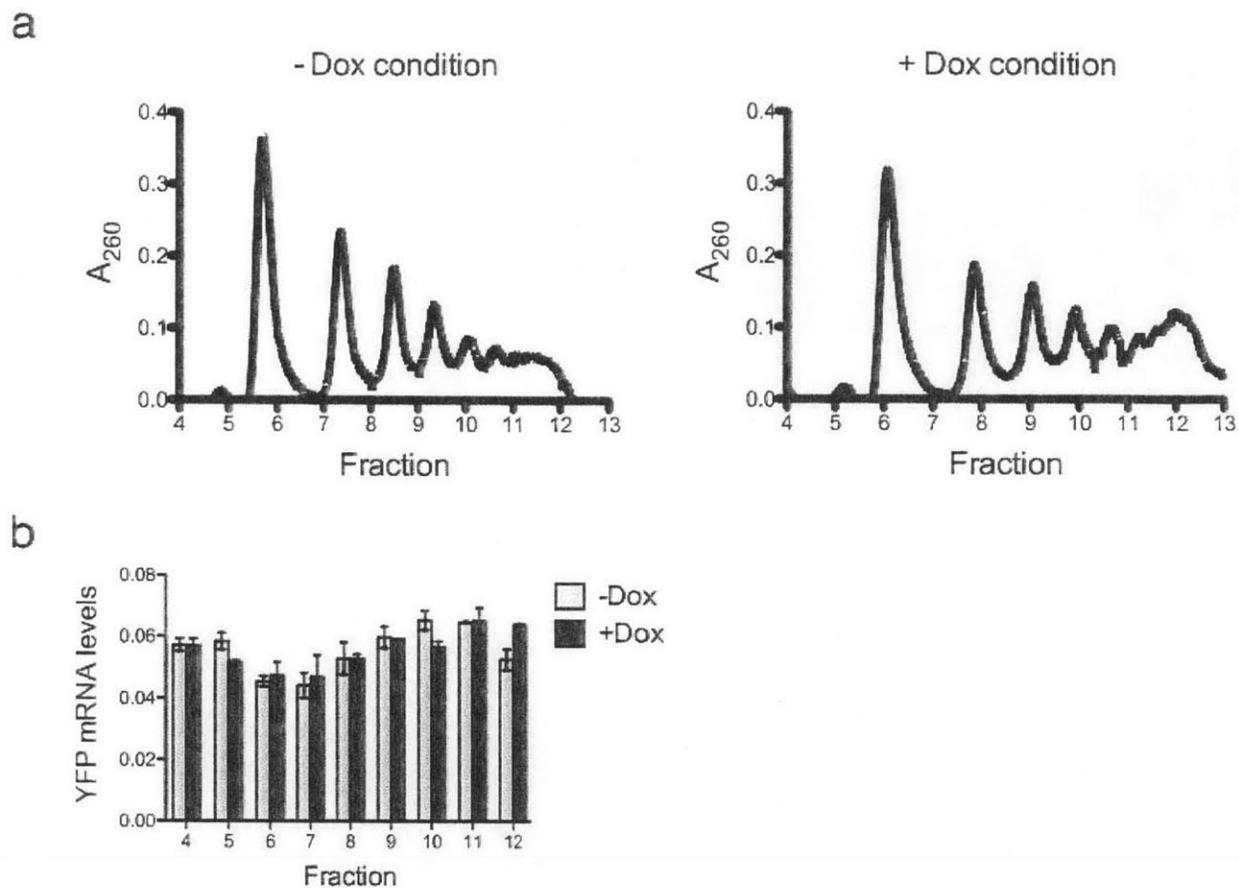 a
- Dox condition
+ Dox condition
0.4
0.3
0.2
0.1
0.0
A260
4 5 6 7 8 9 10 11 12 13
Fraction
0.4
0.3
0.2
0.1
0.0
A260
4 5 6 7 8 9 10 11 12 13
Fraction
b
0.08
0.06
0.04
0.02
0.00
YFP mRNA levels
4 5 6 7 8 9 10 11 12
Fraction
-Dox
+Dox